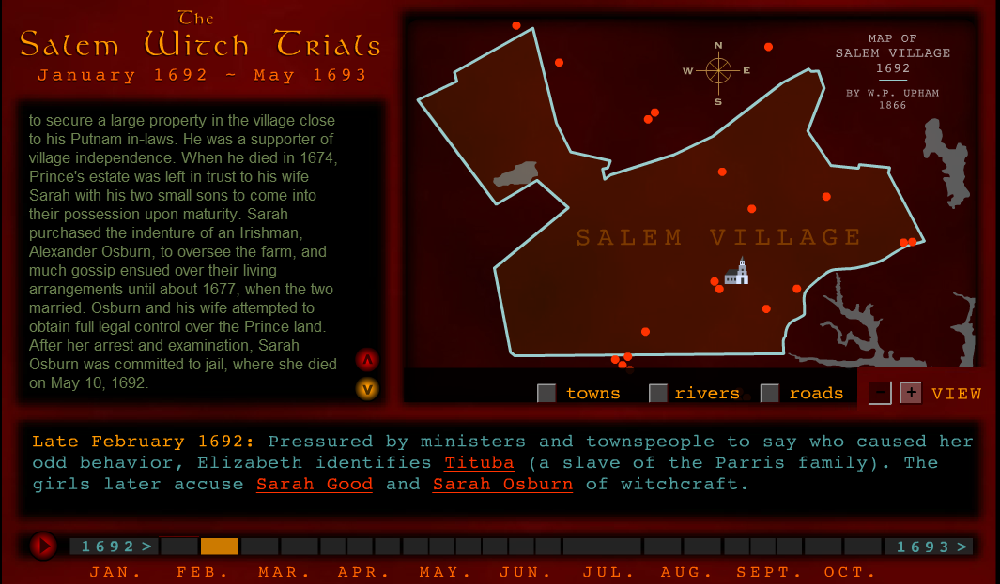 The
Salem Witch Trials
January 1692 ~ May 1693
to secure a large property in the village close
to his Putnam in-laws. He was a supporter of
village independence. When he died in 1674,
Prince's estate was left in trust to his wife
Sarah with his two small sons to come into
their possession upon maturity. Sarah
purchased the indenture of an Irishman,
Alexander Osburn, to oversee the farm, and
much gossip ensued over their living
arrangements until about 1677, when the two
married. Osburn and his wife attempted to
obtain full legal control over the Prince land.
After her arrest and examination, Sarah
Osburn was committed to jail, where she died
on May 10, 1692.
N
W E
S
MAP OF
SALEM VILLAGE
1692
BY W.P. UPHAM
1866
SALEM VILLAGE
towns rivers roads - + VIEW
Late February 1692: Pressured by ministers and townspeople to say who caused her
odd behavior, Elizabeth identifies Tituba (a slave of the Parris family). The
girls later accuse Sarah Good and Sarah Osburn of witchcraft.
1692 > 1693 >
JAN. FEB. MAR. APR. MAY. JUN. JUL. AUG. SEPT. OCT.